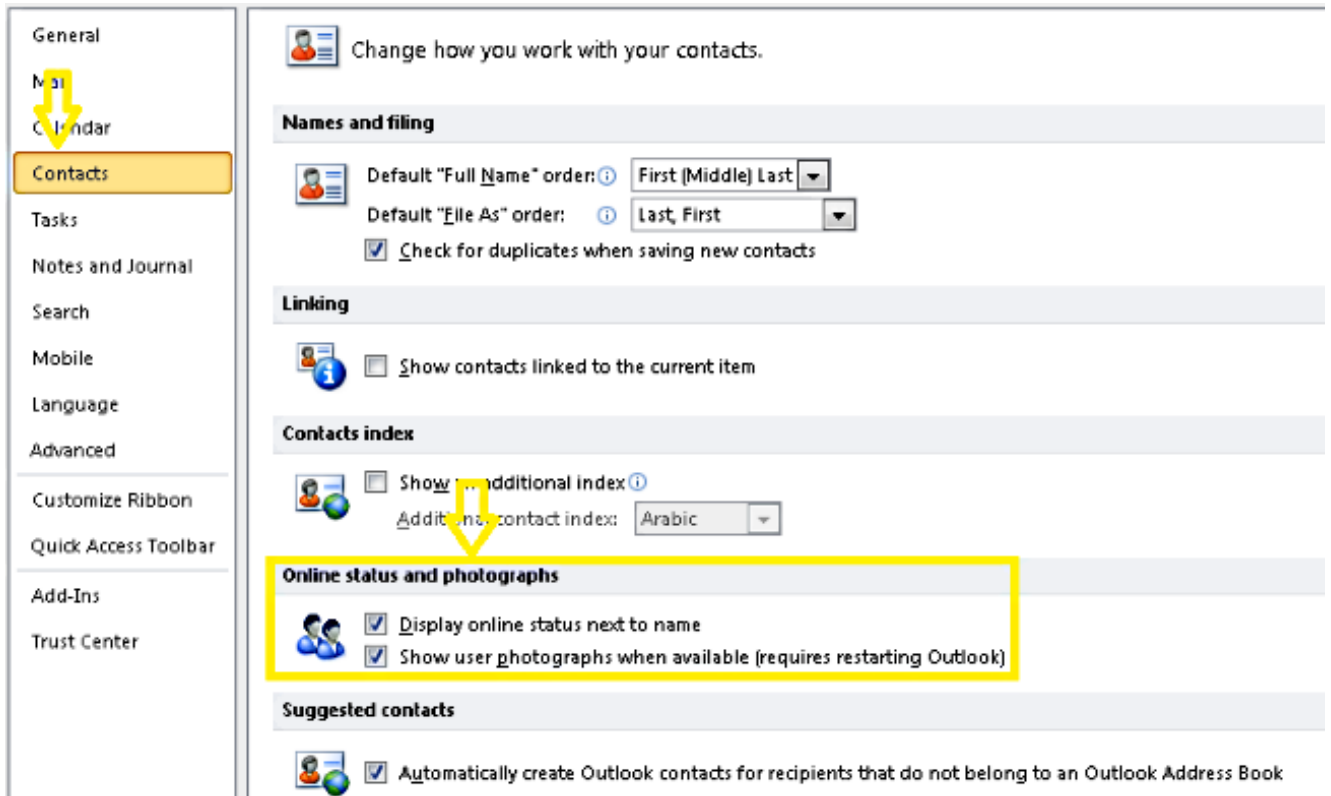 General
Calendar
Contacts
Tasks
Notes and Journal
Search
Mobile
Language
Advanced
Customize Ribbon
Quick Access Toolbar
Add-Ins
Trust Center
Change how you work with your contacts.
Names and filing
Default "Full Name" order: First (Middle) Last
Default "File As" order: Last, First
Check for duplicates when saving new contacts
Linking
Show contacts linked to the current item
Contacts index
Show additional index
Additional contact index: Arabic
Online status and photographs
Display online status next to name
Show user photographs when available (requires restarting Outlook)
Suggested contacts
Automatically create Outlook contacts for recipients that do not belong to an Outlook Address Book